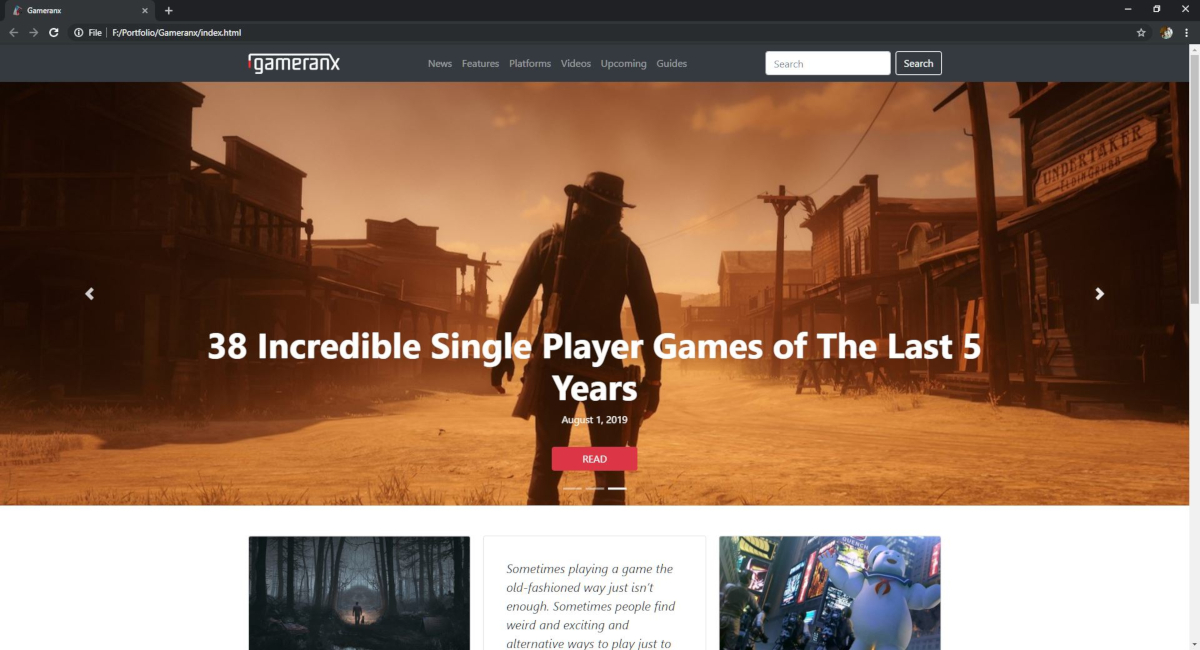 Gameranx
File
F:/Portfolio/Gameranx/index.html
gameranx
News Features Platforms Videos Upcoming Guides
Search
Search
UNDERTAKER
38 Incredible Single Player Games of The Last 5
Years
August 1, 2019
READ
Sometimes playing a game the
old-fashioned way just isn't
enough. Sometimes people find
weird and exciting and
alternative ways to play just to